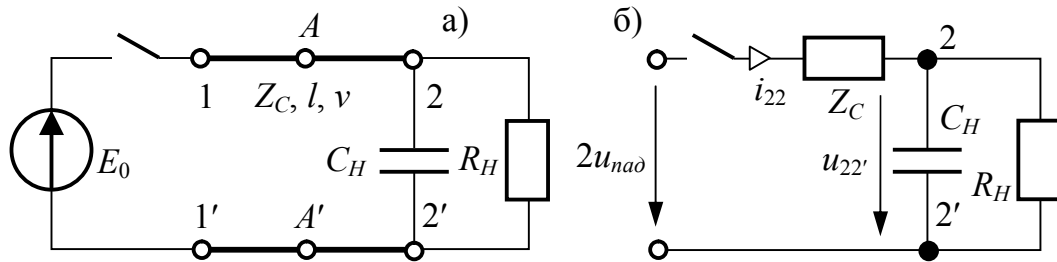 A
а)
1
Z_C, l, v
2
E_0
C_H
R_H
1′
A′
2′
б)
2
i_22
Z_C
C_H
2u_пад
u_22′
R_H
2′